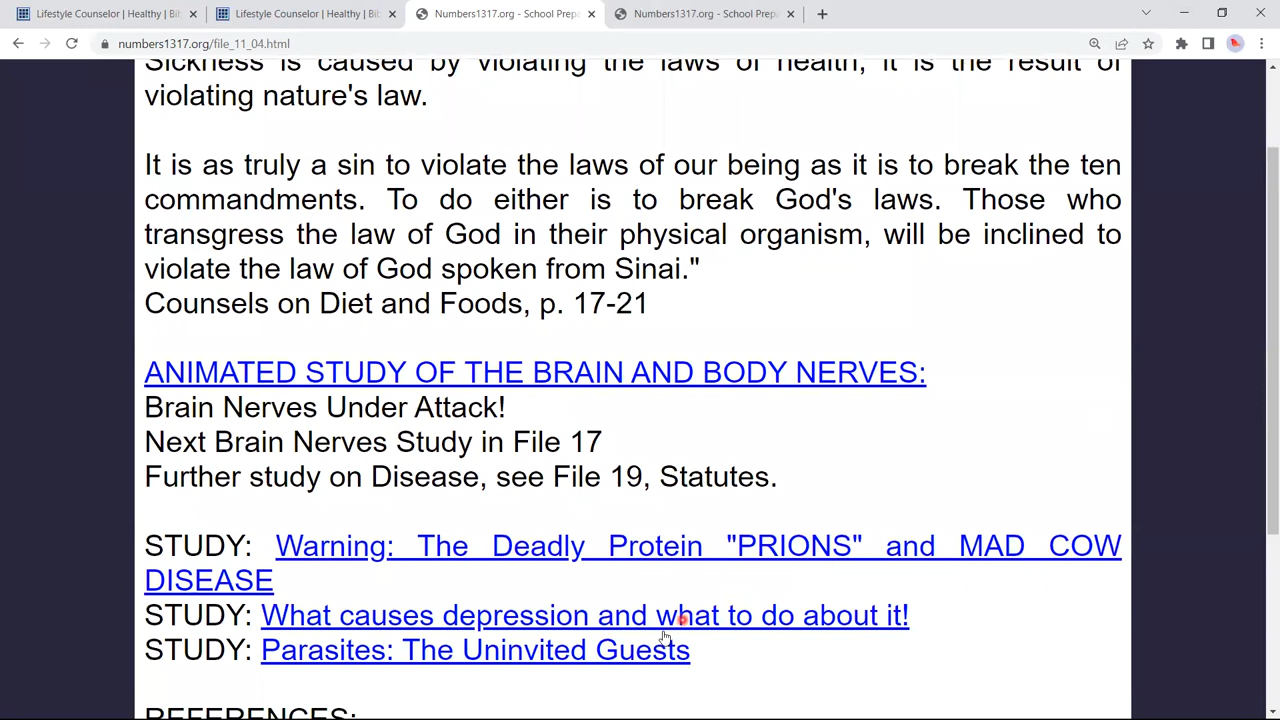 Lifestyle Counselor | Healthy | Bib
Lifestyle Counselor | Healthy | Bib
Numbers1317.org - School Prepa
Numbers1317.org - School Prepa
numbers1317.org/file_11_04.html
Sickness is caused by violating the laws of health, it is the result of
violating nature's law.
It is as truly a sin to violate the laws of our being as it is to break the ten
commandments. To do either is to break God's laws. Those who
transgress the law of God in their physical organism, will be inclined to
violate the law of God spoken from Sinai."
Counsels on Diet and Foods, p. 17-21
ANIMATED STUDY OF THE BRAIN AND BODY NERVES:
Brain Nerves Under Attack!
Next Brain Nerves Study in File 17
Further study on Disease, see File 19, Statutes.
STUDY: Warning: The Deadly Protein "PRIONS" and MAD COW
DISEASE
STUDY: What causes depression and what to do about it!
STUDY: Parasites: The Uninvited Guests
REFERENCES: